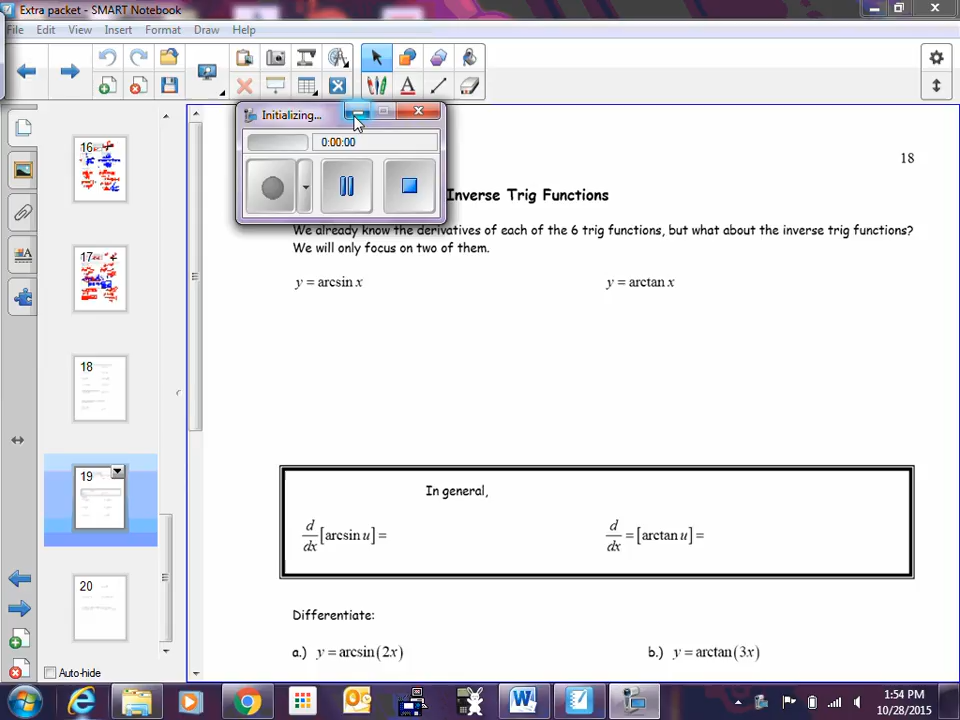 Extra packet - SMART Notebook
File Edit View Insert Format Draw Help
Initializing...
0:00:00
16
17
18
19
20
Auto-hide
18
Inverse Trig Functions
We already know the derivatives of each of the 6 trig functions, but what about the inverse trig functions?
We will only focus on two of them.
y = arcsin x
y = arctan x
In general,
d/dx [arcsin u] =
d/dx = [arctan u] =
Differentiate:
a.) y = arcsin(2x)
b.) y = arctan(3x)
1:54 PM
10/28/2015